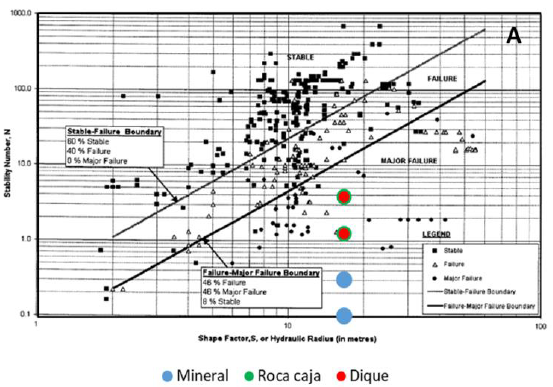 A
1000.0
100.0
10.0
1.0
0.1
Stability Number, N
STABLE
FAILURE
MAJOR FAILURE
Stable-Failure Boundary
60 % Stable
40 % Failure
0 % Major Failure
Failure-Major Failure Boundary
46 % Failure
46 % Major Failure
8 % Stable
LEGEND
Stable
Failure
Major Failure
Stable-Failure Boundary
Failure-Major Failure Boundary
1
10
100
Shape Factor,S, or Hydraulic Radius (in metres)
Mineral
Roca caja
Dique